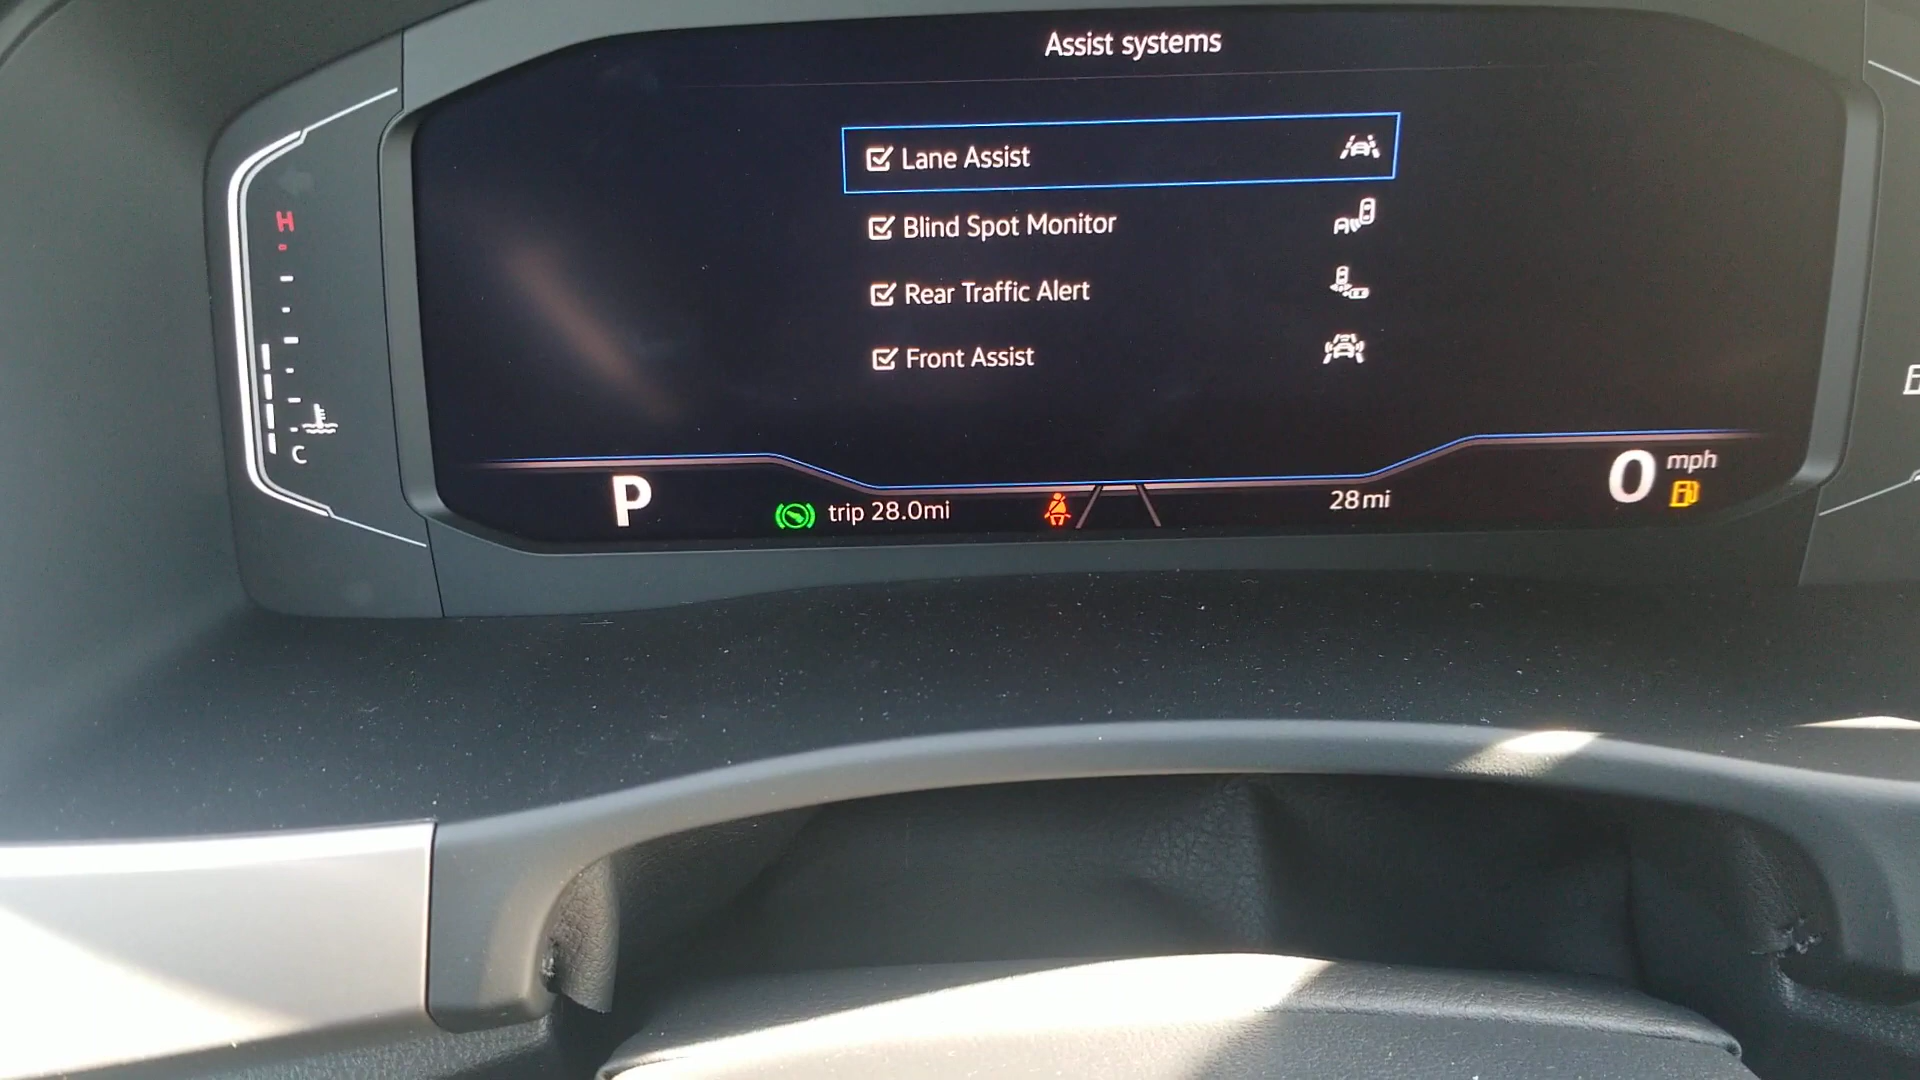 Assist systems
Lane Assist
Blind Spot Monitor
Rear Traffic Alert
Front Assist
H
C
P
trip 28.0mi
28mi
0 mph